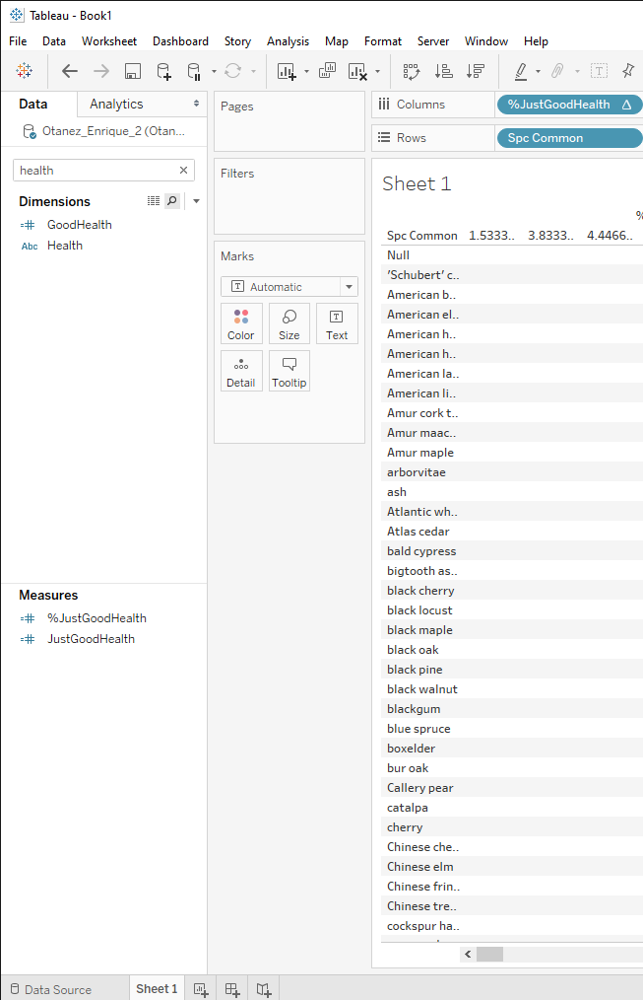 Tableau - Book1
File Data Worksheet Dashboard Story Analysis Map Format Server Window Help
Data Analytics
Otanez_Enrique_2 (Otan...
health
Dimensions
GoodHealth
Abc Health
Measures
%JustGoodHealth
JustGoodHealth
Pages
Filters
Marks
T Automatic
Color Size Text
Detail Tooltip
Columns %JustGoodHealth Δ
Rows Spc Common
Sheet 1
%
Spc Common 1.5333.. 3.8333.. 4.4466..
Null
'Schubert' c..
American b..
American el..
American h..
American h..
American la..
American li..
Amur cork t..
Amur maac..
Amur maple
arborvitae
ash
Atlantic wh..
Atlas cedar
bald cypress
bigtooth as..
black cherry
black locust
black maple
black oak
black pine
black walnut
blackgum
blue spruce
boxelder
bur oak
Callery pear
catalpa
cherry
Chinese che..
Chinese elm
Chinese frin..
Chinese tre..
cockspur ha..
Data Source Sheet 1